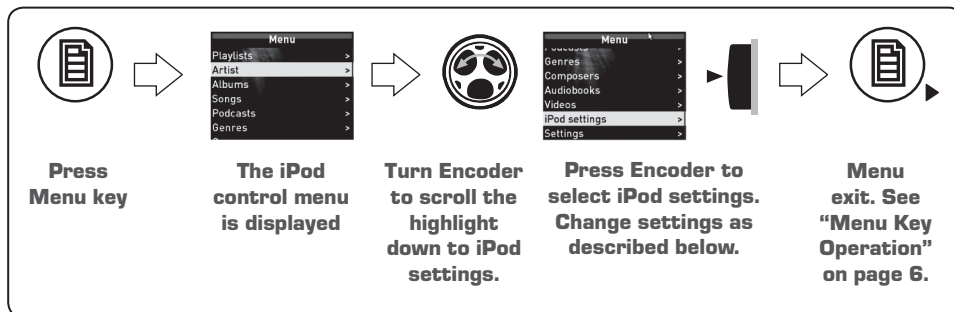 Menu
Playlists >
Artist >
Albums >
Songs >
Podcasts >
Genres >
Menu
Podcasts >
Genres >
Composers >
Audiobooks >
Videos >
iPod settings >
Settings >
Press
Menu key
The iPod
control menu
is displayed
Turn Encoder
to scroll the
highlight
down to iPod
settings.
Press Encoder to
select iPod settings.
Change settings as
described below.
Menu
exit. See
“Menu Key
Operation”
on page 6.